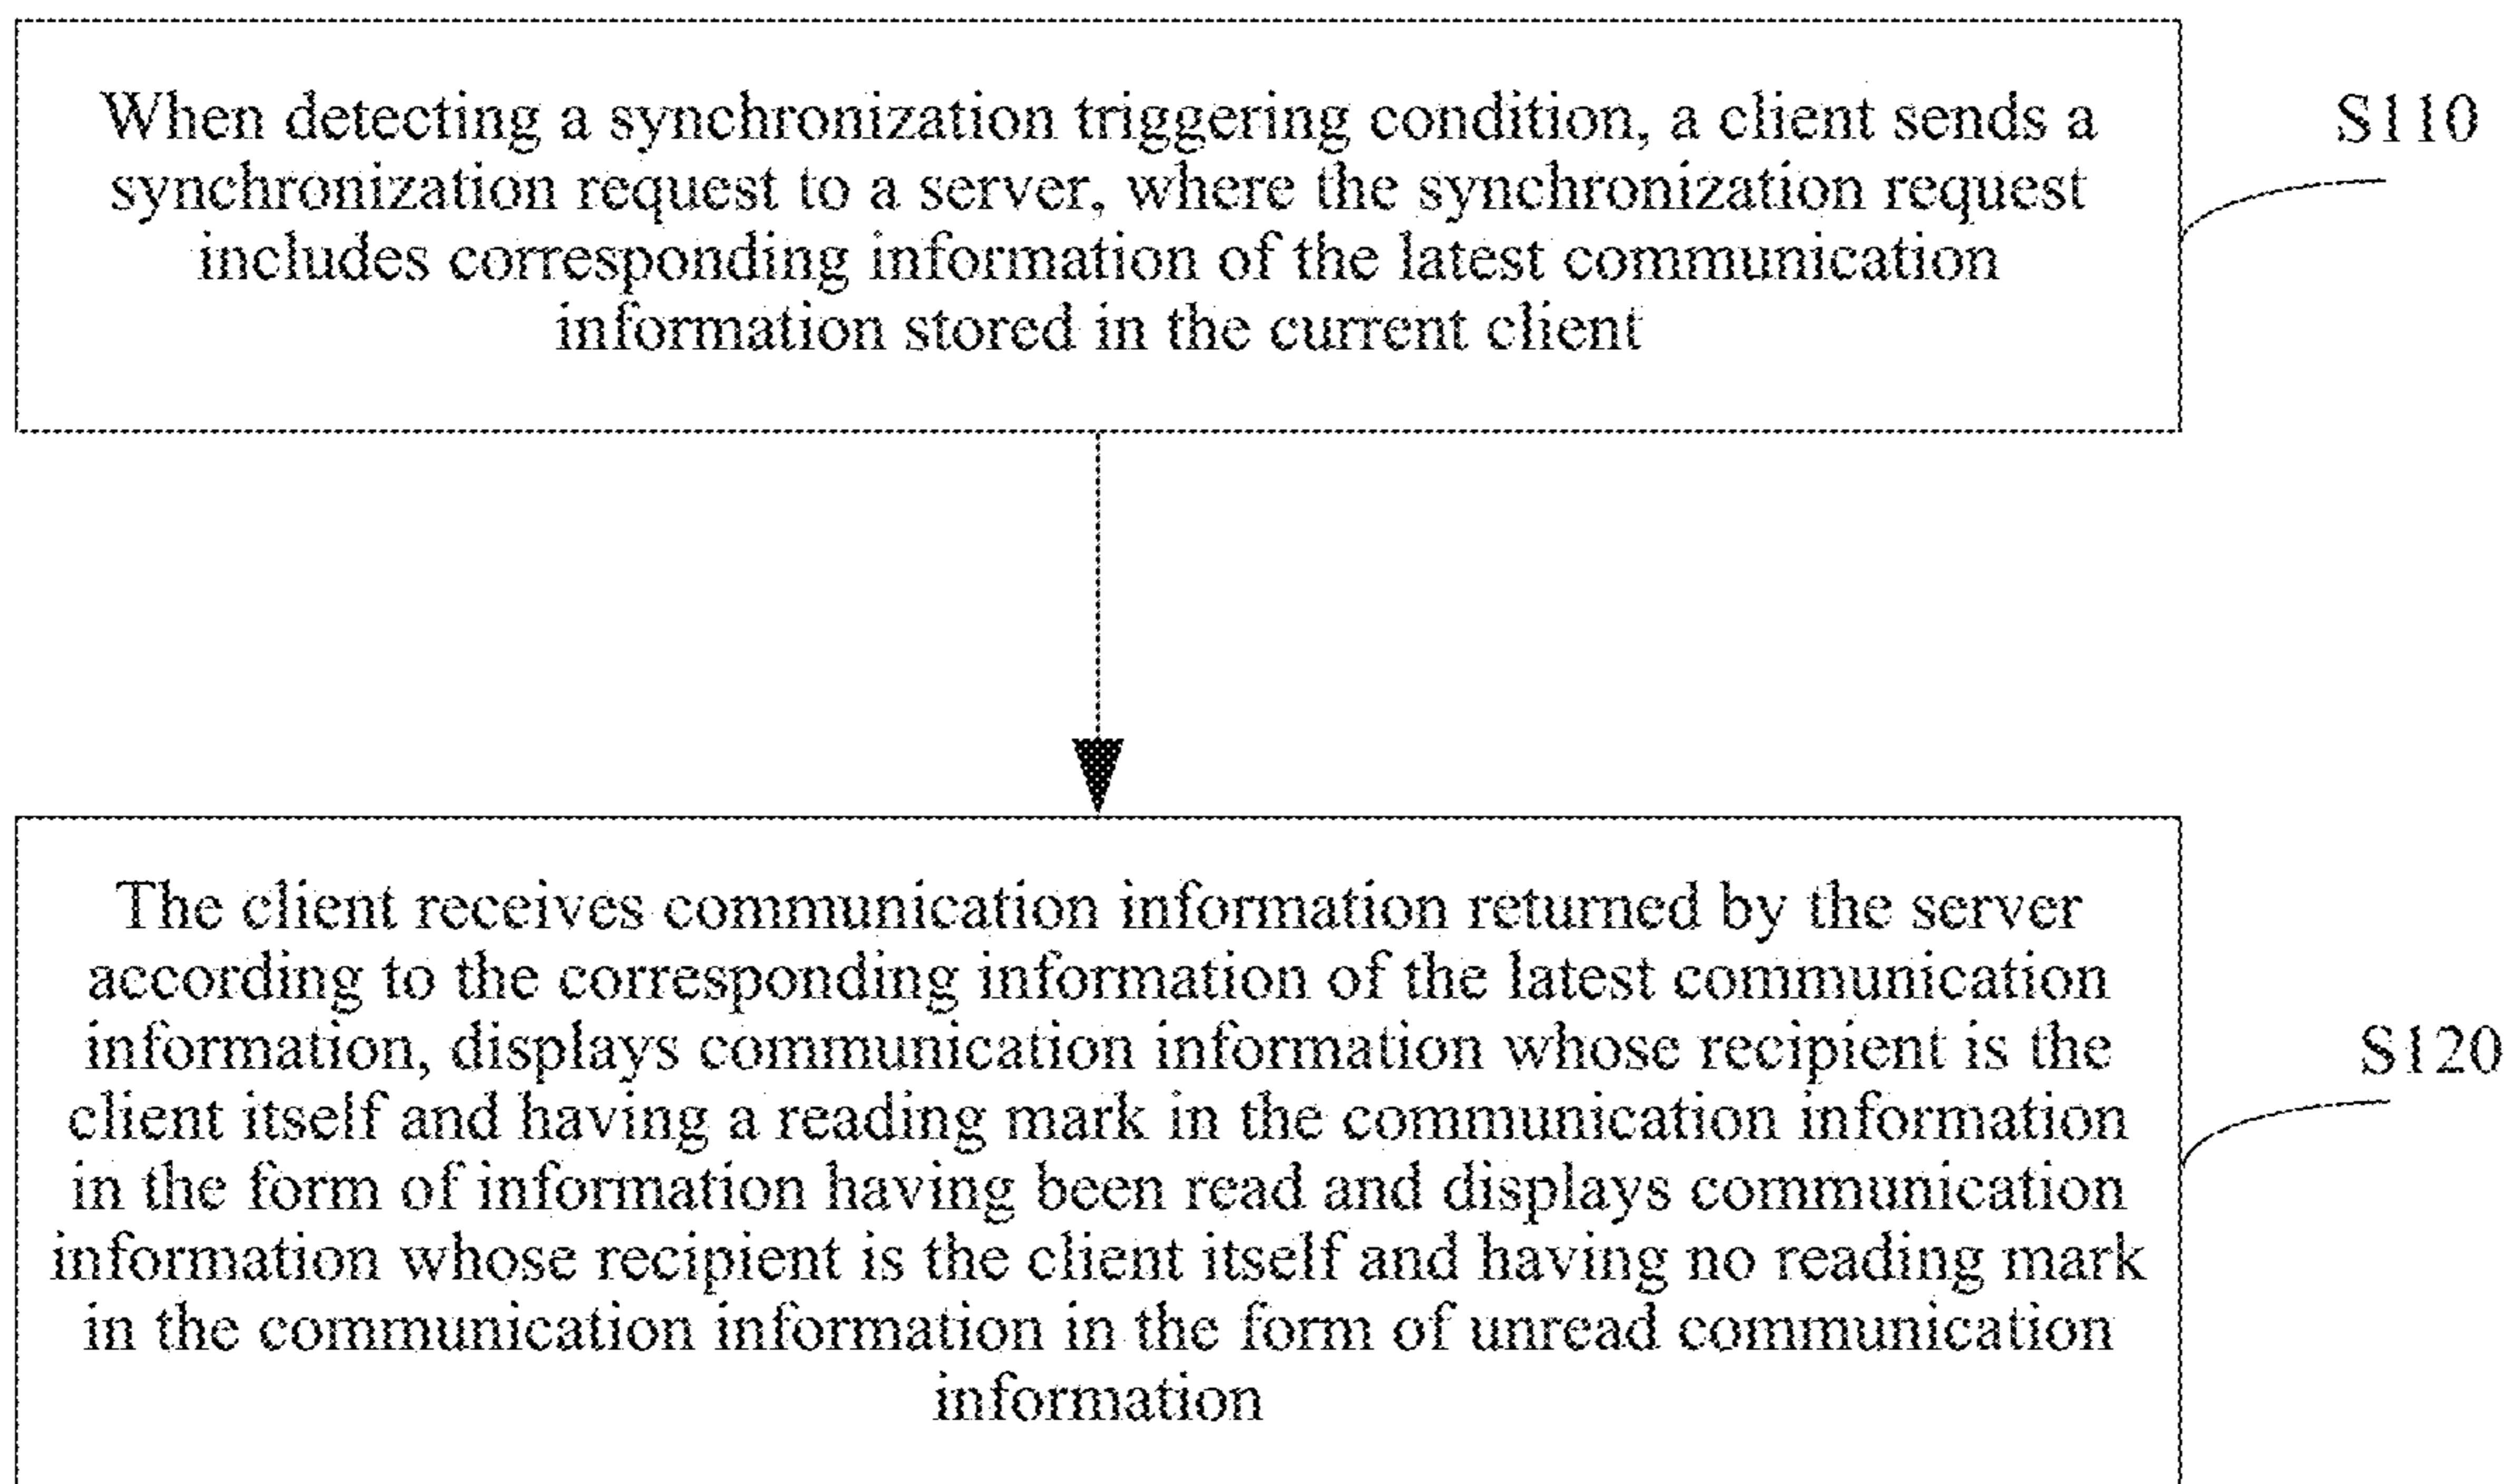 When detecting a synchronization triggering condition, a client sends a
synchronization request to a server, where the synchronization request
includes corresponding information of the latest communication
information stored in the current client
S110
The client receives communication information returned by the server
according to the corresponding information of the latest communication
information, displays communication information whose recipient is the
client itself and having a reading mark in the communication information
in the form of information having been read and displays communication
information whose recipient is the client itself and having no reading mark
in the communication information in the form of unread communication
information
S120